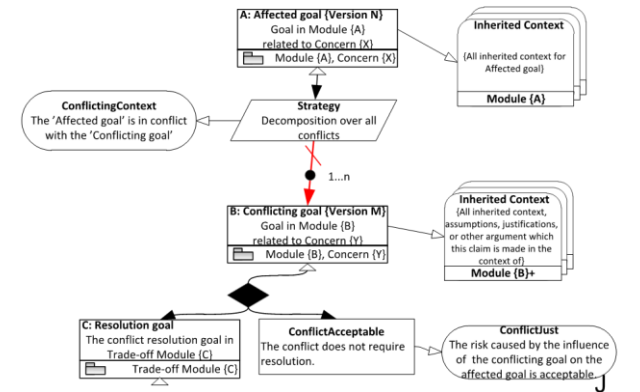 A: Affected goal {Version N}
Goal in Module {A}
related to Concern {X}
Module {A}, Concern {X}
Inherited Context
{All inherited context for
Affected goal}
Module {A}
ConflictingContext
The 'Affected goal' is in conflict
with the 'Conflicting goal'
Strategy
Decomposition over all
conflicts
1...n
B: Conflicting goal {Version M}
Goal in Module {B}
related to Concern {Y}
Module {B}, Concern {Y}
Inherited Context
{All inherited context,
assumptions, justifications,
or other argument which
this claim is made in the
context of}
Module {B}+
C: Resolution goal
The conflict resolution goal in
Trade-off Module {C}
Trade-off Module {C}
ConflictAcceptable
The conflict does not require
resolution.
ConflictJust
The risk caused by the influence
of the conflicting goal on the
affected goal is acceptable.
J